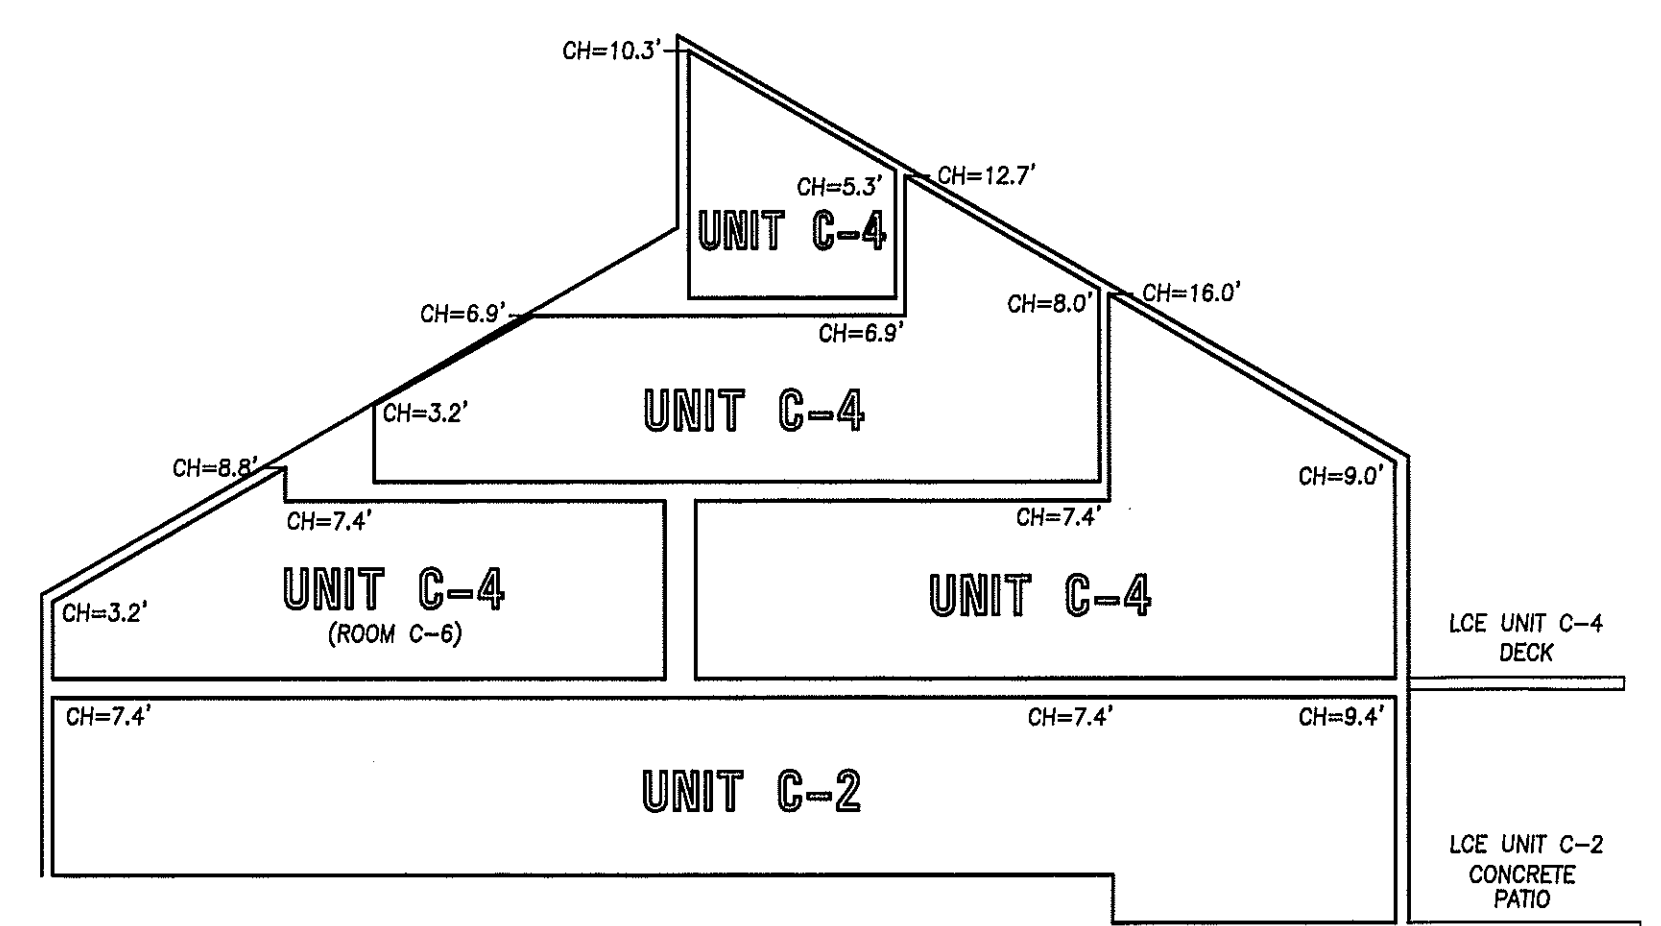 CH=10.3'
CH=12.7'
CH=5.3'
UNIT C-4
CH=16.0'
CH=8.0'
CH=6.9'
CH=6.9'
UNIT C-4
CH=3.2'
CH=8.8'
CH=9.0'
CH=7.4'
CH=7.4'
UNIT C-4
(ROOM C-6)
UNIT C-4
CH=3.2'
LCE UNIT C-4
DECK
CH=7.4'
CH=7.4'
CH=9.4'
UNIT C-2
LCE UNIT C-2
CONCRETE
PATIO